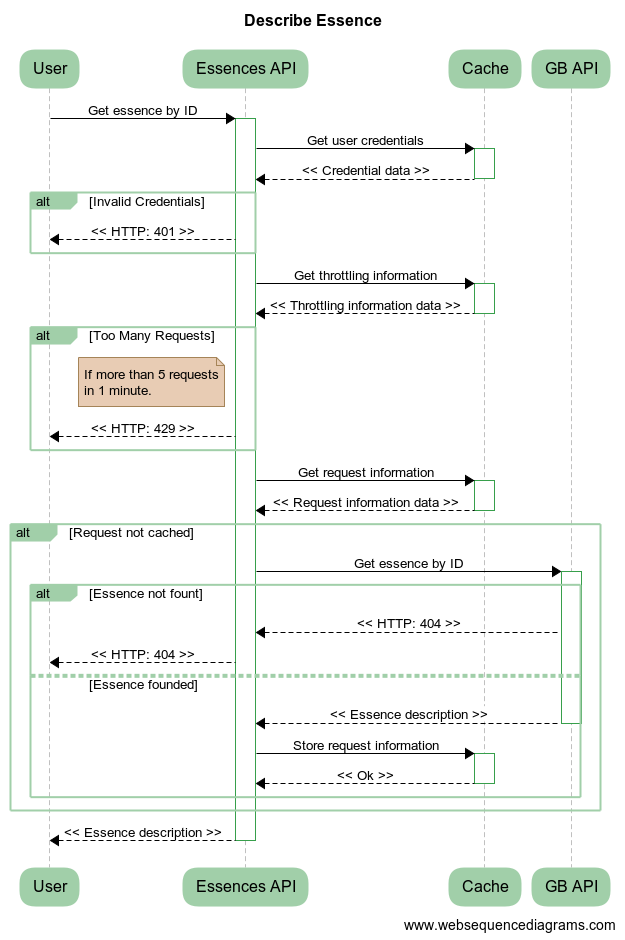 Describe Essence
User
Essences API
Cache
GB API
Get essence by ID
Get user credentials
<< Credential data >>
alt
[Invalid Credentials]
<< HTTP: 401 >>
Get throttling information
<< Throttling information data >>
alt
[Too Many Requests]
If more than 5 requests
in 1 minute.
<< HTTP: 429 >>
Get request information
<< Request information data >>
alt
[Request not cached]
Get essence by ID
alt
[Essence not fount]
<< HTTP: 404 >>
<< HTTP: 404 >>
[Essence founded]
<< Essence description >>
Store request information
<< Ok >>
<< Essence description >>
User
Essences API
Cache
GB API
www.websequencediagrams.com